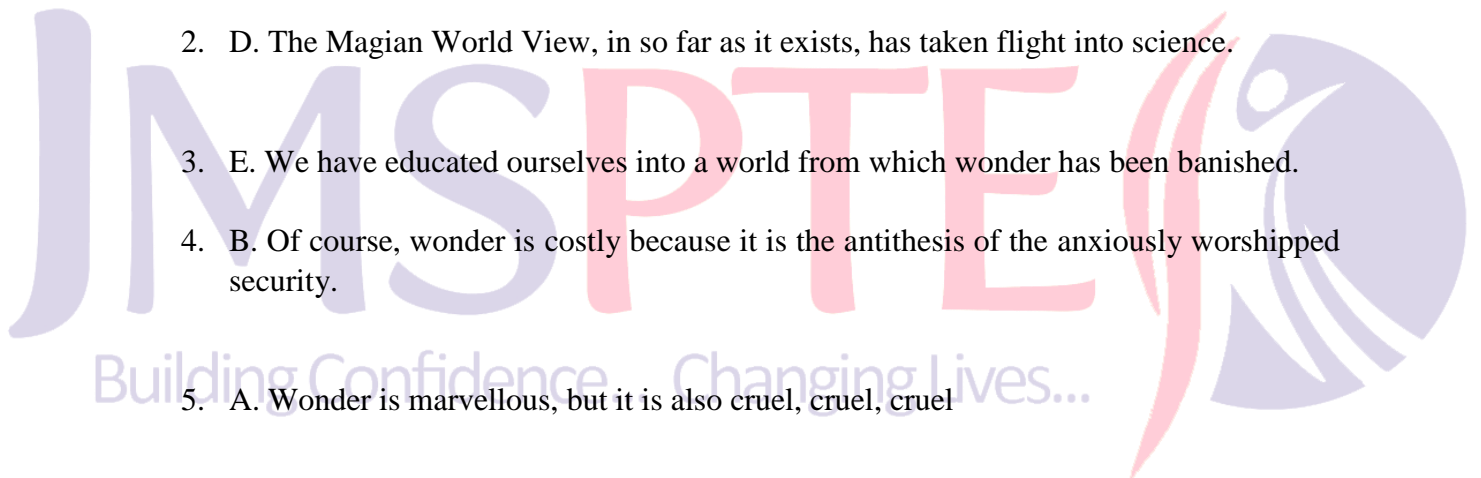 2. D. The Magian World View, in so far as it exists, has taken flight into science.
JMSPTE
3. E. We have educated ourselves into a world from which wonder has been banished.
4. B. Of course, wonder is costly because it is the antithesis of the anxiously worshipped
security.
Building Confidence... Changing Lives...
5. A. Wonder is marvellous, but it is also cruel, cruel, cruel